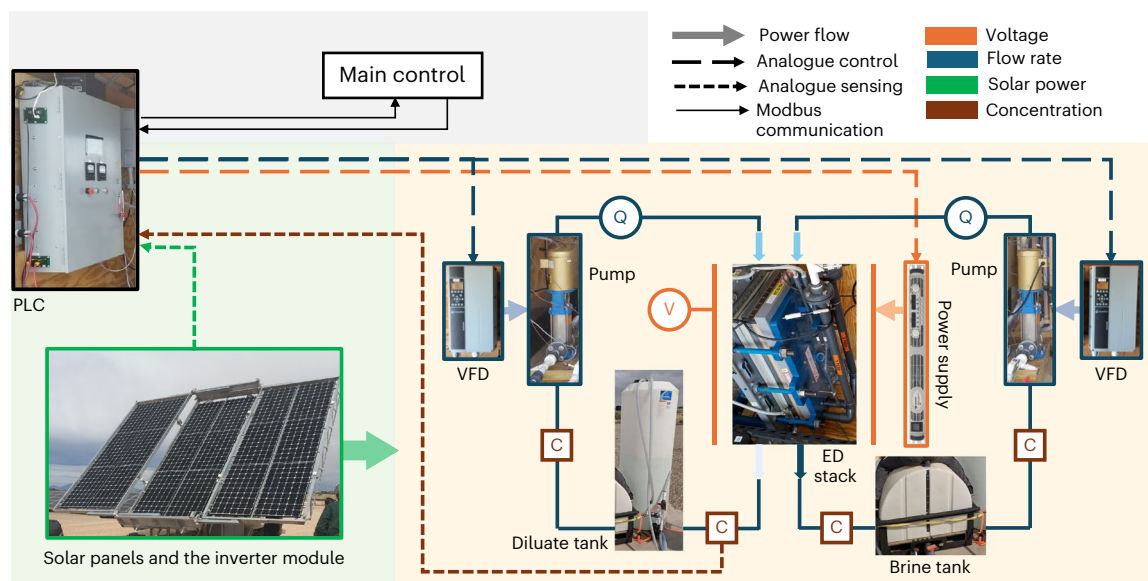 Main control
Power flow
Analogue control
Analogue sensing
Modbus
communication
Voltage
Flow rate
Solar power
Concentration
PLC
Q
Q
Pump
Pump
V
VFD
VFD
Power supply
C
C
ED
stack
Diluate tank
C
C
Brine tank
Solar panels and the inverter module